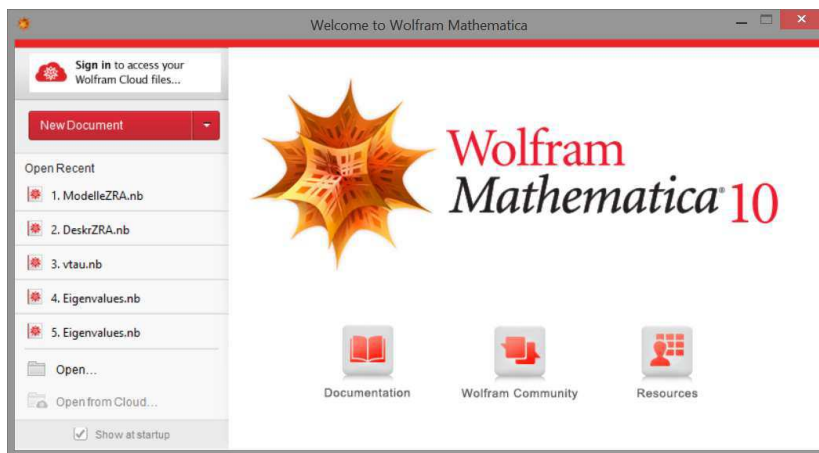 Welcome to Wolfram Mathematica
Sign in to access your
Wolfram Cloud files...
New Document
Open Recent
1. ModelleZRA.nb
2. DeskrZRA.nb
3. vtau.nb
4. Eigenvalues.nb
5. Eigenvalues.nb
Open...
Open from Cloud...
Show at startup
Wolfram
Mathematica® 10
Documentation
Wolfram Community
Resources